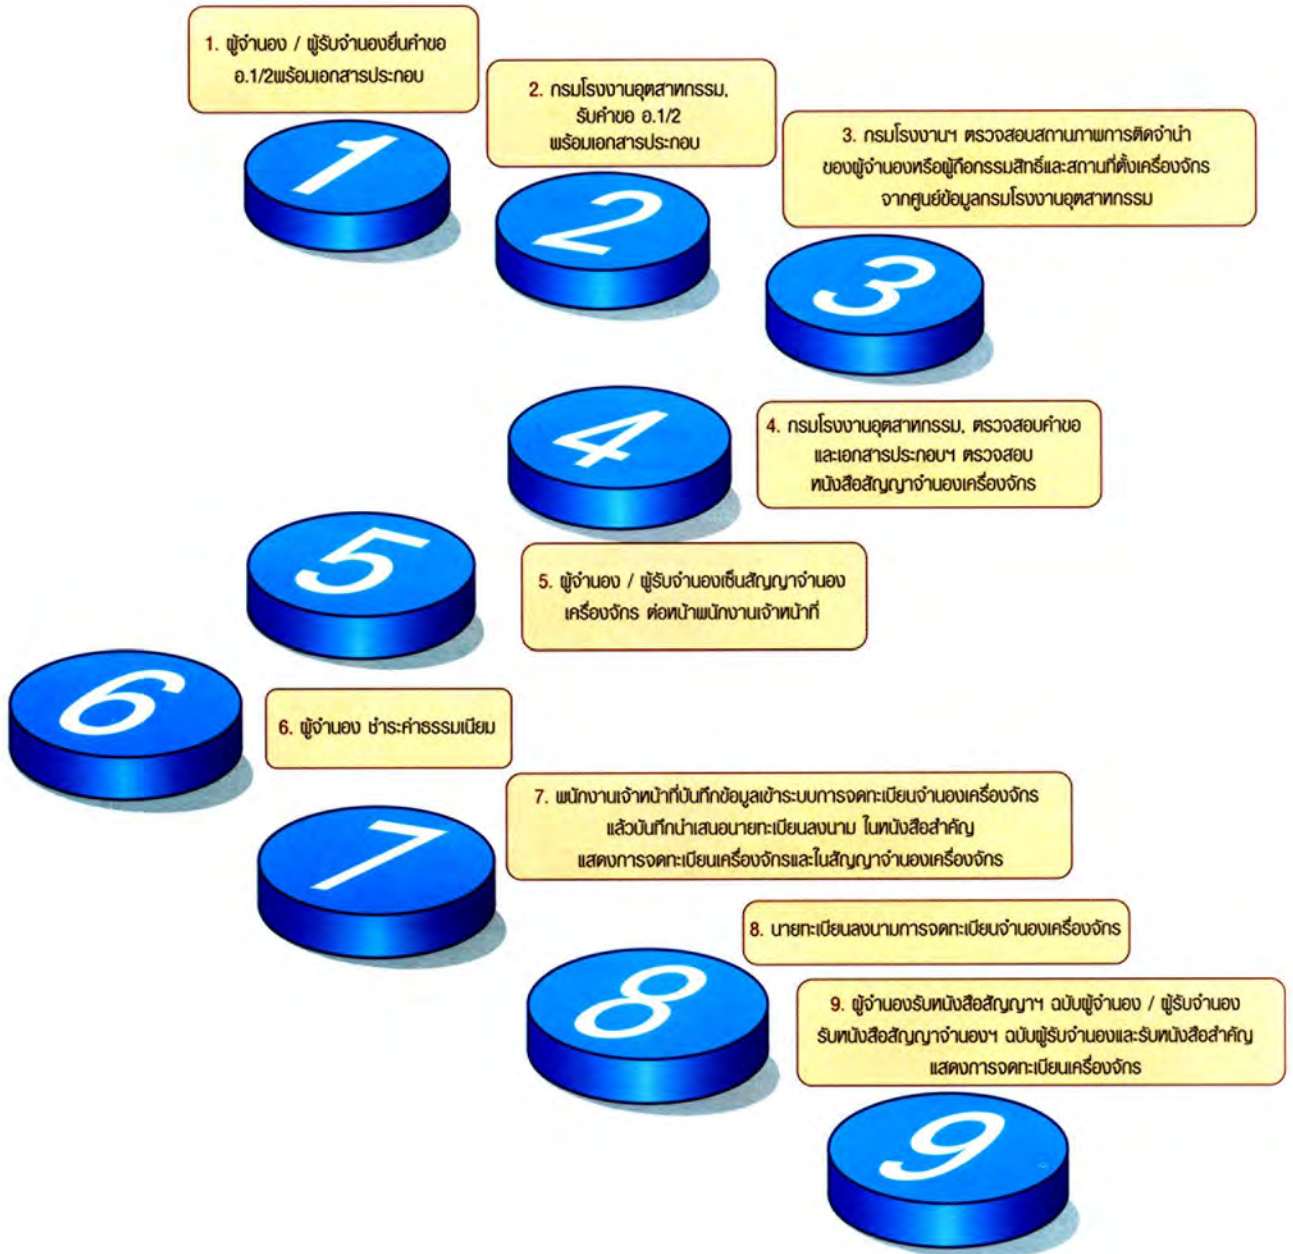 1. ผู้จำนอง / ผู้รับจำนองยื่นคำขอ
อ.1/2พร้อมเอกสารประกอบ
1
2. กรมโรงงานอุตสาหกรรม,
รับคำขอ อ.1/2
พร้อมเอกสารประกอบ
2
3. กรมโรงงานฯ ตรวจสอบสถานภาพการติดจำนำ
ของผู้จำนองหรือผู้ถือกรรมสิทธิ์และสถานที่ตั้งเครื่องจักร
จากศูนย์ข้อมูลกรมโรงงานอุตสาหกรรม
3
4
4. กรมโรงงานอุตสาหกรรม, ตรวจสอบคำขอ
และเอกสารประกอบฯ ตรวจสอบ
หนังสือสัญญาจำนองเครื่องจักร
5
5. ผู้จำนอง / ผู้รับจำนองเซ็นสัญญาจำนอง
เครื่องจักร ต่อหน้าพนักงานเจ้าหน้าที่
6
6. ผู้จำนอง ชำระค่าธรรมเนียม
7. พนักงานเจ้าหน้าที่บันทึกข้อมูลเข้าระบบการจดทะเบียนจำนองเครื่องจักร
แล้วบันทึกนำเสนอนายทะเบียนลงนาม ในหนังสือสำคัญ
แสดงการจดทะเบียนเครื่องจักรและในสัญญาจำนองเครื่องจักร
7
8. นายทะเบียนลงนามการจดทะเบียนจำนองเครื่องจักร
8
9. ผู้จำนองรับหนังสือสัญญาฯ ฉบับผู้จำนอง / ผู้รับจำนอง
รับหนังสือสัญญาจำนองฯ ฉบับผู้รับจำนองและรับหนังสือสำคัญ
แสดงการจดทะเบียนเครื่องจักร
9